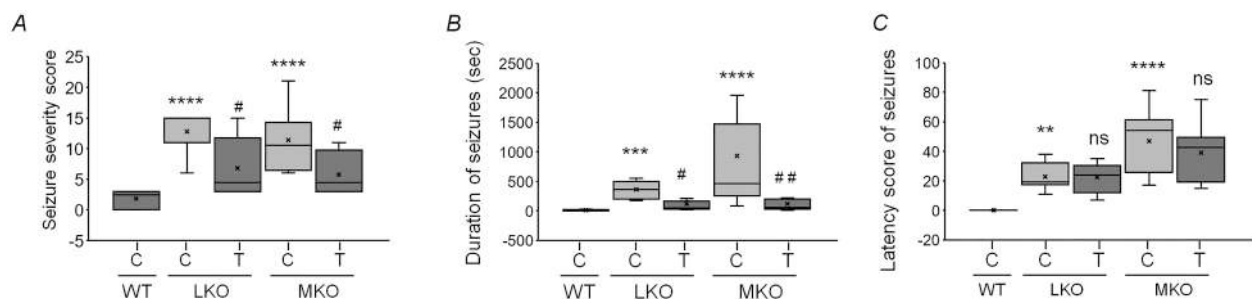 A
Seizure severity score
25
20
15
10
5
0
-5
****
#
****
#
C C T C T
WT LKO MKO
B
Duration of seizures (sec)
2500
2000
1500
1000
500
0
-500
***
#
****
##
C C T C T
WT LKO MKO
C
Latency score of seizures
100
80
60
40
20
0
-20
**
ns
****
ns
C C T C T
WT LKO MKO